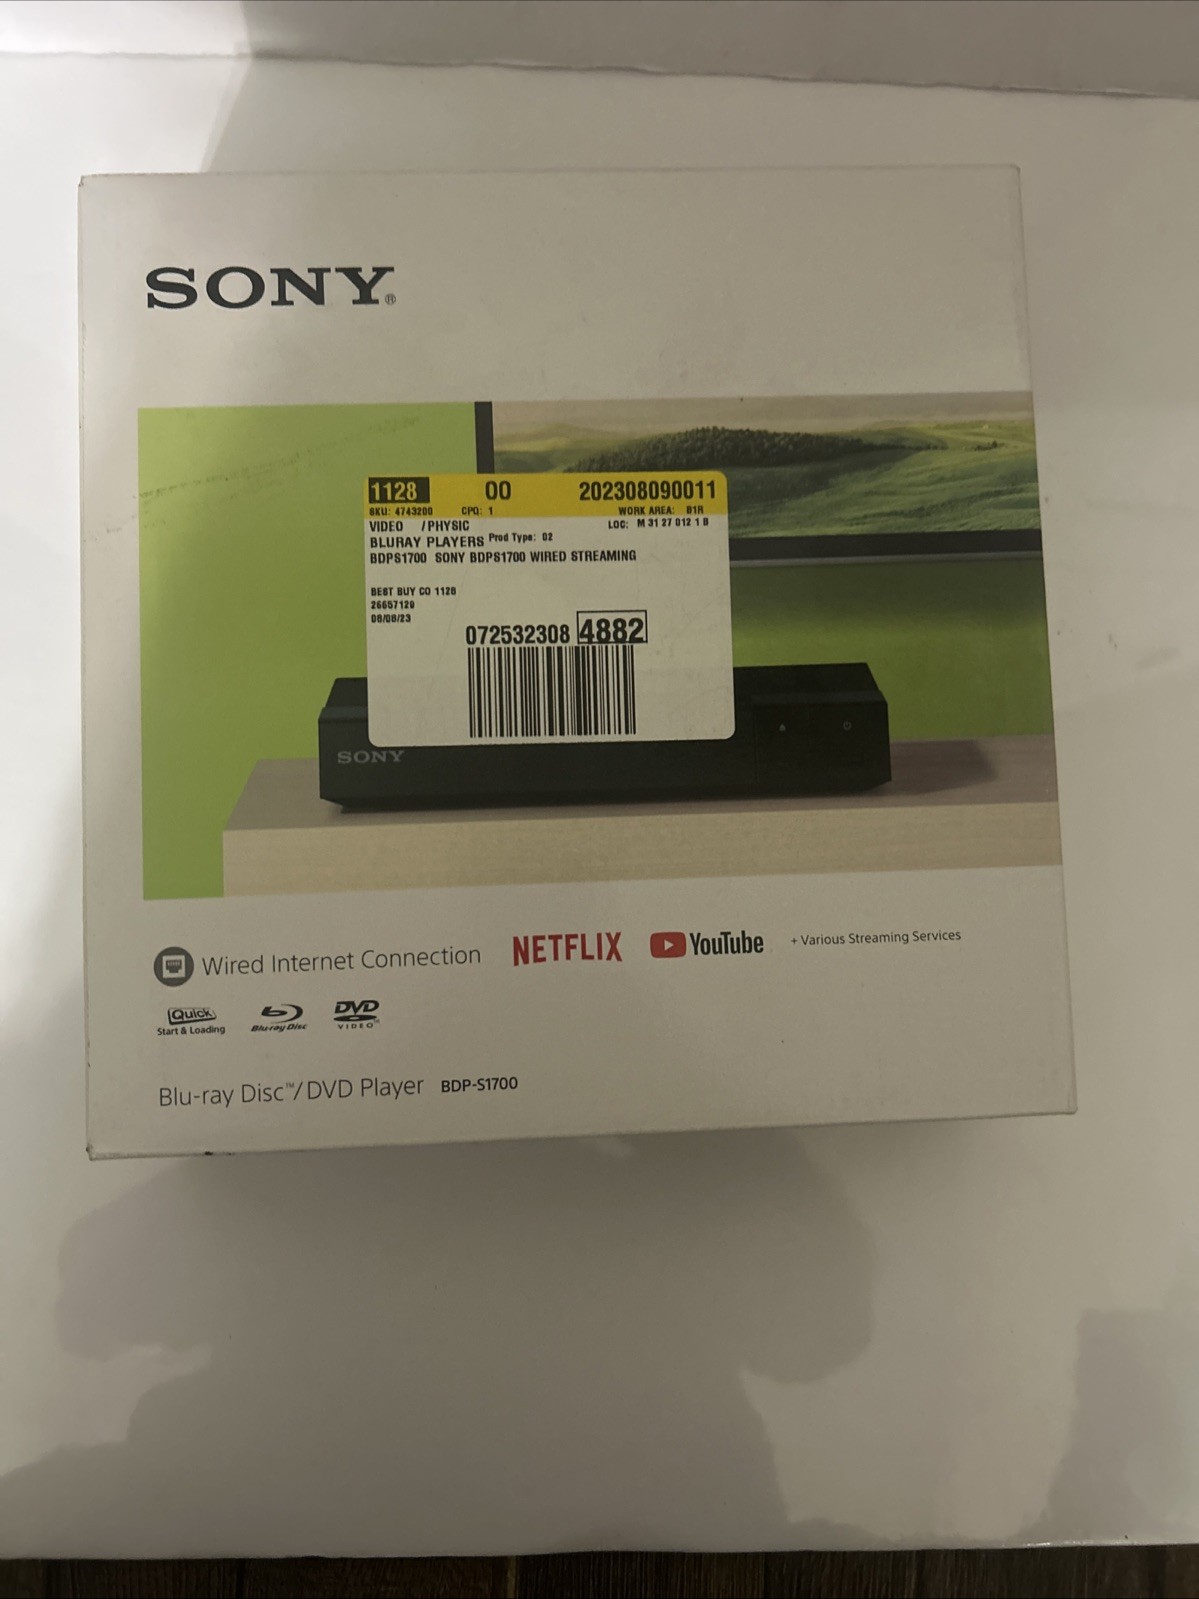 SONY®
1128 00 202308090011
SKU: 4743200 CPQ: 1 WORK AREA: B1R
VIDEO /PHYSIC LOC: M 31 27 012 1 B
BLURAY PLAYERS Prod Type: 02
BDPS1700 SONY BDPS1700 WIRED STREAMING
BEST BUY CO 1128
26657129
08/08/23
072532308 4882
SONY
Wired Internet Connection NETFLIX YouTube + Various Streaming Services
Quick Start & Loading
Blu-ray Disc
DVD VIDEO™
Blu-ray Disc™/DVD Player BDP-S1700